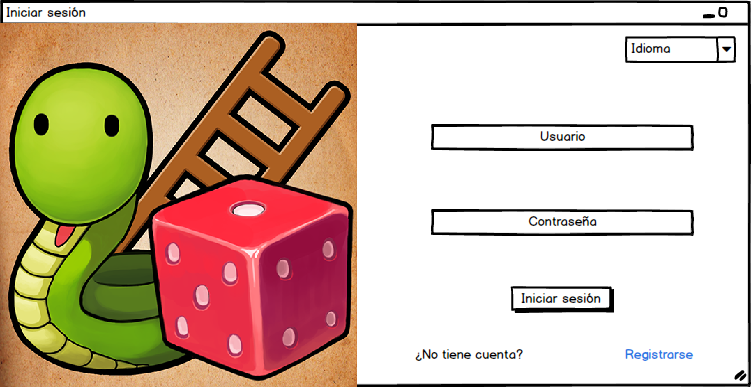 Iniciar sesión
Idioma
Usuario
Contraseña
Iniciar sesión
¿No tiene cuenta? Registrarse